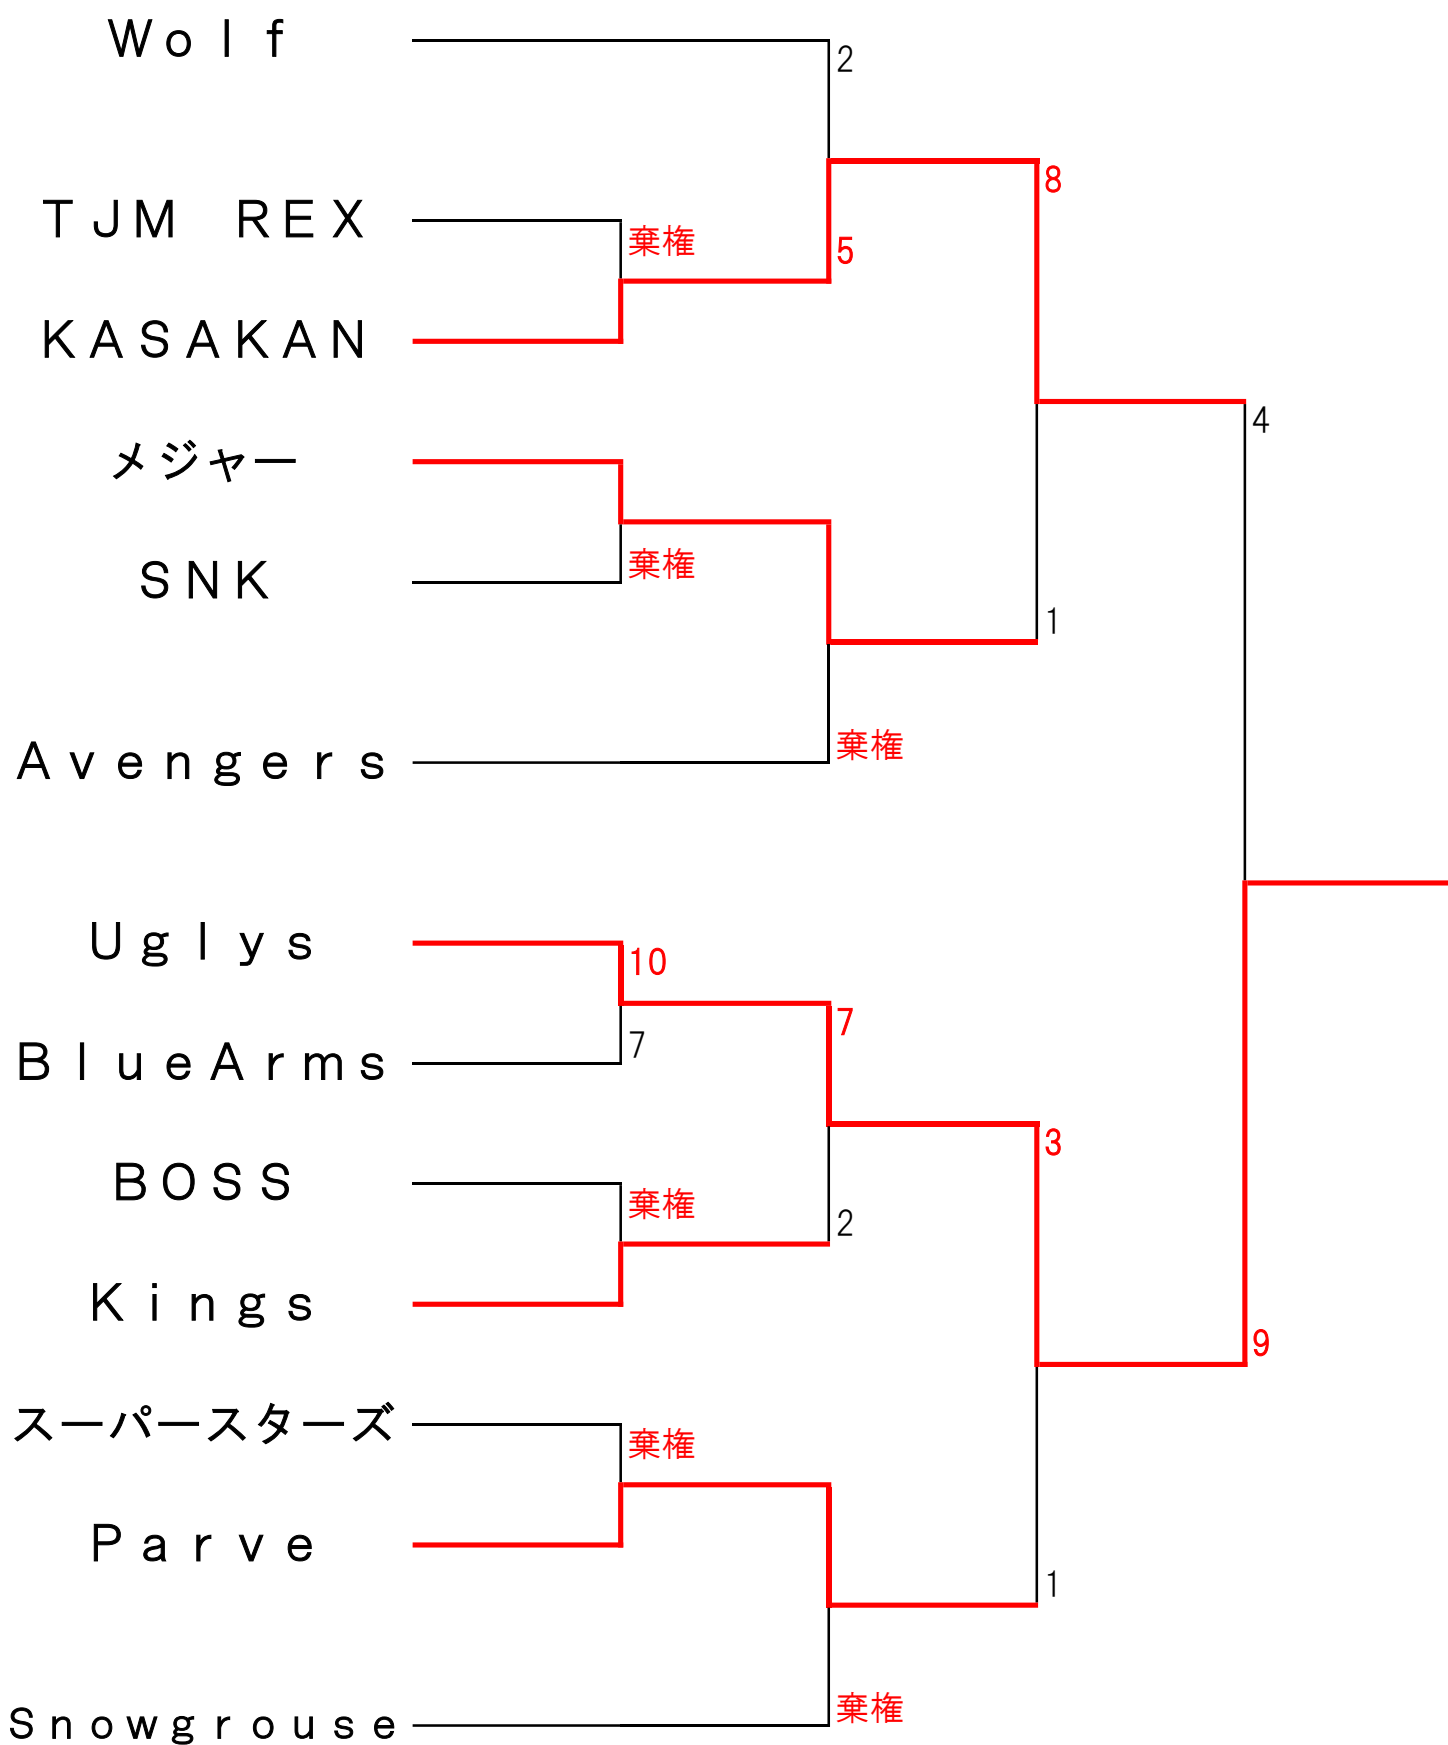 Ｗｏｌｆ
2
8
ＴＪＭ　ＲＥＸ
棄権
5
ＫＡＳＡＫＡＮ
4
メジャー
ＳＮＫ
棄権
1
Ａｖｅｎｇｅｒｓ
棄権
Ｕｇｌｙｓ
10
7
ＢｌｕｅＡｒｍｓ
7
3
ＢＯＳＳ
棄権
2
Ｋｉｎｇｓ
9
スーパースターズ
棄権
Ｐａｒｖｅ
1
Ｓｎｏｗｇｒｏｕｓｅ
棄権